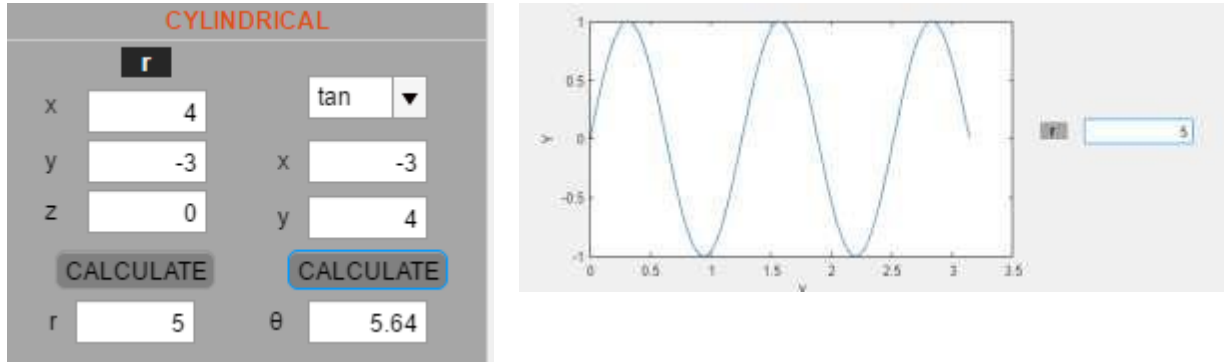 CYLINDRICAL
r
x 4 tan
y -3 x -3
z 0 y 4
CALCULATE CALCULATE
r 5 θ 5.64
1
0.5
Y 0
-0.5
-1
0 0.5 1 1.5 2 2.5 3 3.5
r 5